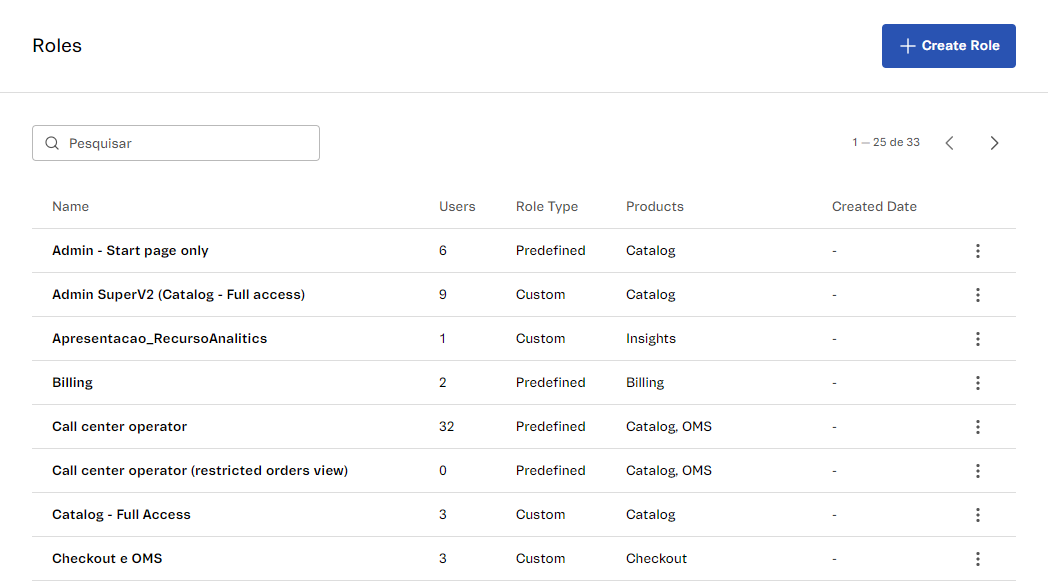 Roles
Create Role
Pesquisar
1 — 25 de 33
Name Users Role Type Products Created Date
Admin - Start page only 6 Predefined Catalog -
Admin SuperV2 (Catalog - Full access) 9 Custom Catalog -
Apresentacao_RecursoAnalitics 1 Custom Insights -
Billing 2 Predefined Billing -
Call center operator 32 Predefined Catalog, OMS -
Call center operator (restricted orders view) 0 Predefined Catalog, OMS -
Catalog - Full Access 3 Custom Catalog -
Checkout e OMS 3 Custom Checkout -